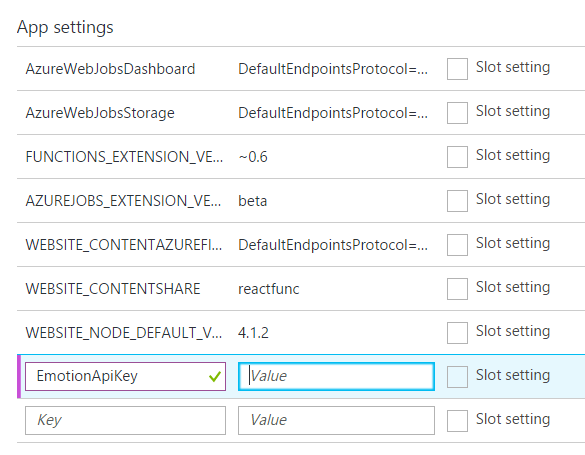 App settings
AzureWebJobsDashboard DefaultEndpointsProtocol=... Slot setting
AzureWebJobsStorage DefaultEndpointsProtocol=... Slot setting
FUNCTIONS_EXTENSION_VE... ~0.6 Slot setting
AZUREJOBS_EXTENSION_VE... beta Slot setting
WEBSITE_CONTENTAZUREFI... DefaultEndpointsProtocol=... Slot setting
WEBSITE_CONTENTSHARE reactfunc Slot setting
WEBSITE_NODE_DEFAULT_V... 4.1.2 Slot setting
EmotionApiKey Value Slot setting
Key Value Slot setting